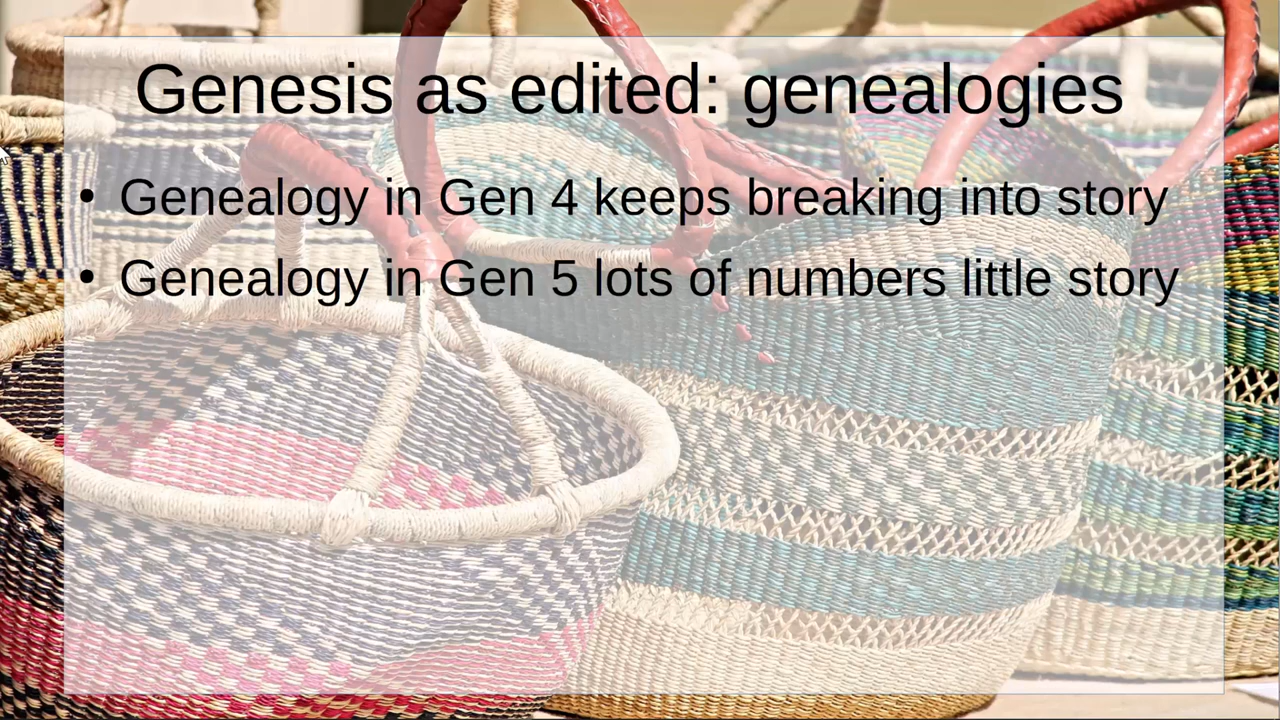 Genesis as edited: genealogies
• Genealogy in Gen 4 keeps breaking into story
• Genealogy in Gen 5 lots of numbers little story